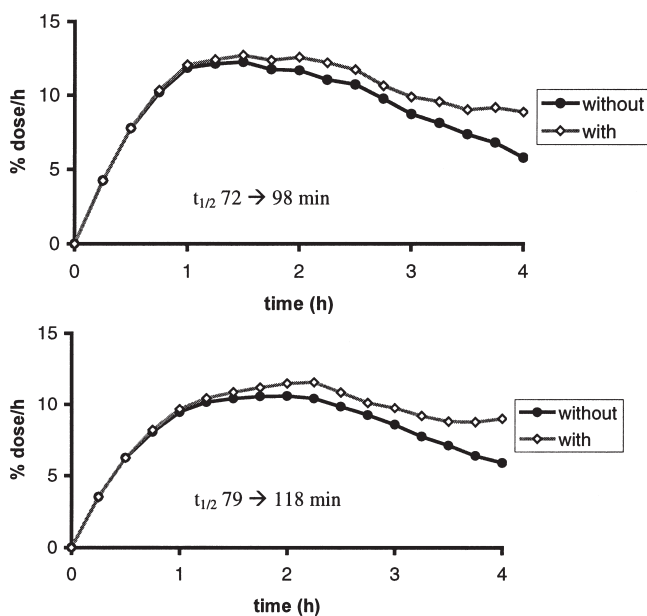 15
10
5
0
% dose/h
without
with
t1/2 72 → 98 min
0 1 2 3 4
time (h)
15
10
5
0
% dose/h
without
with
t1/2 79 → 118 min
0 1 2 3 4
time (h)